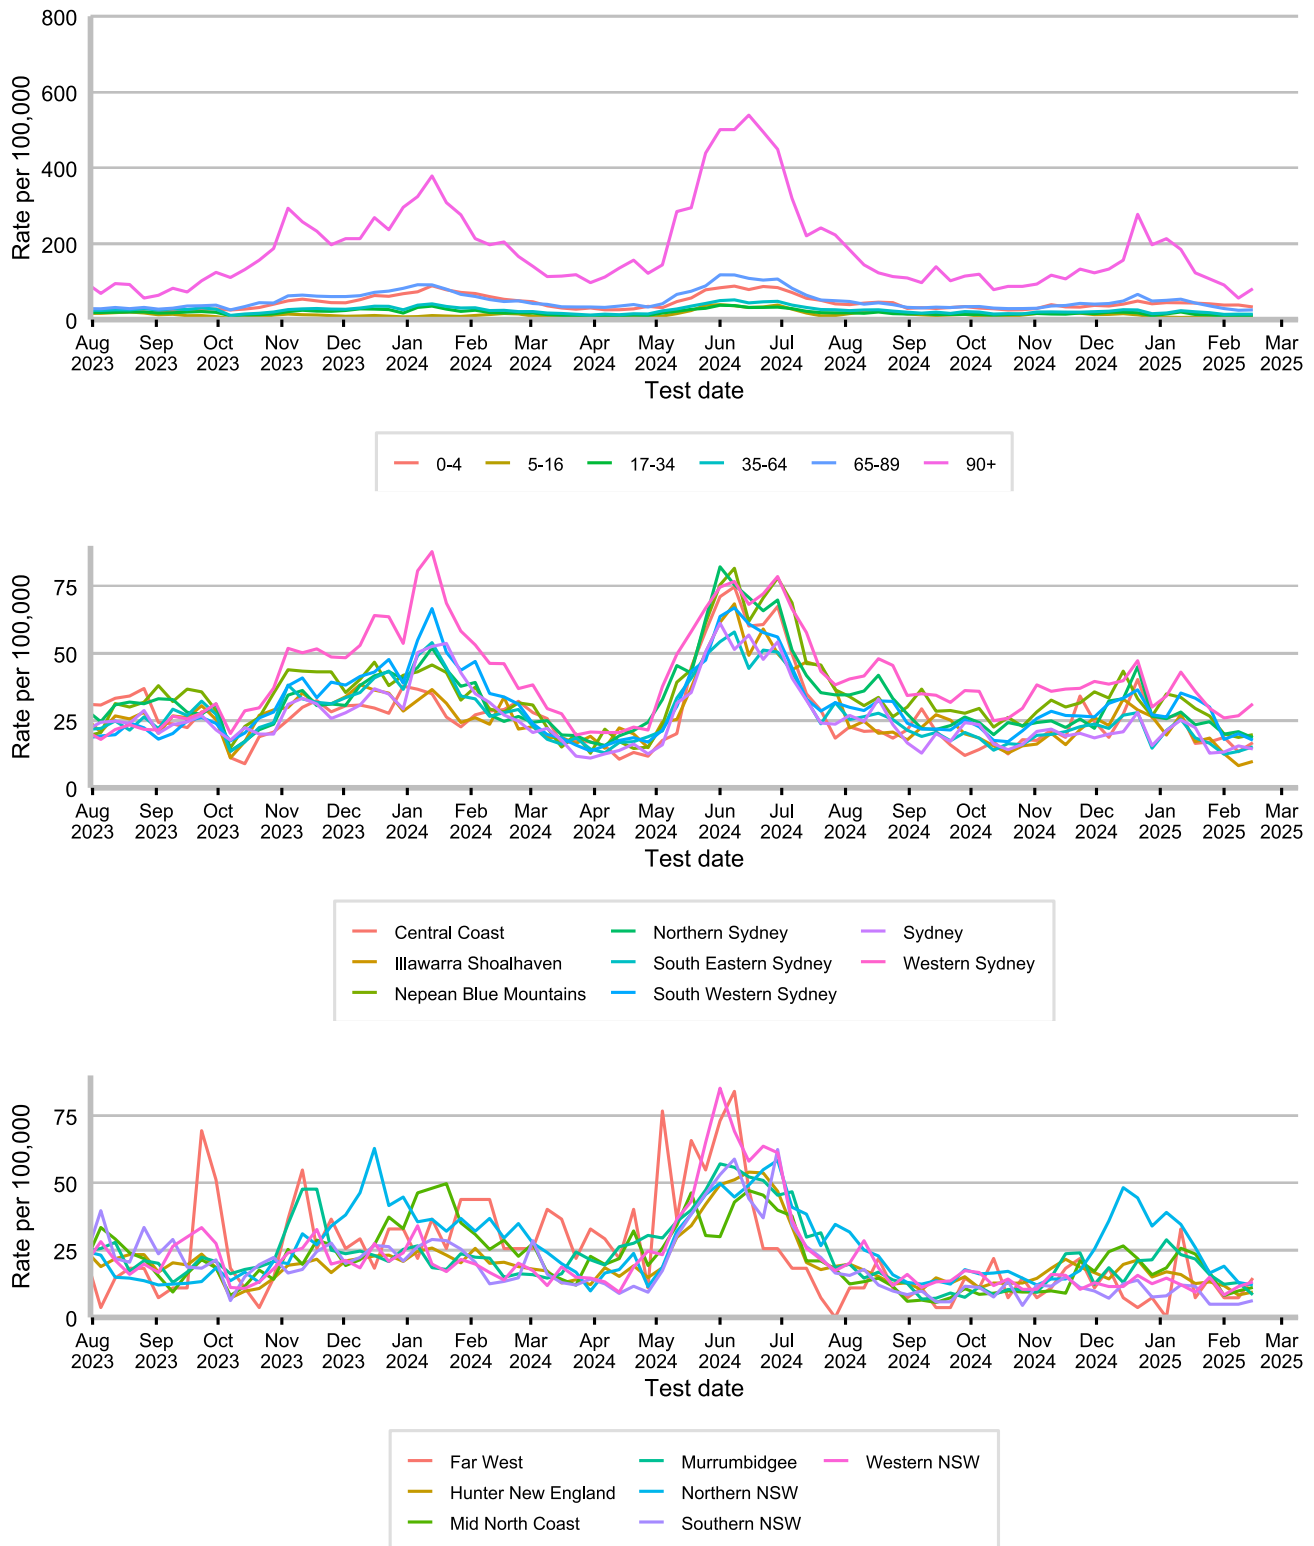 800
600
400
200
0
Rate per 100,000
Aug Sep Oct Nov Dec Jan Feb Mar Apr May Jun Jul Aug Sep Oct Nov Dec Jan Feb Mar
2023 2023 2023 2023 2023 2024 2024 2024 2024 2024 2024 2024 2024 2024 2024 2024 2024 2025 2025 2025
Test date
0-4 5-16 17-34 35-64 65-89 90+
75
50
25
0
Rate per 100,000
Aug Sep Oct Nov Dec Jan Feb Mar Apr May Jun Jul Aug Sep Oct Nov Dec Jan Feb Mar
2023 2023 2023 2023 2023 2024 2024 2024 2024 2024 2024 2024 2024 2024 2024 2024 2024 2025 2025 2025
Test date
Central Coast Northern Sydney Sydney
Illawarra Shoalhaven South Eastern Sydney Western Sydney
Nepean Blue Mountains South Western Sydney
75
50
25
0
Rate per 100,000
Aug Sep Oct Nov Dec Jan Feb Mar Apr May Jun Jul Aug Sep Oct Nov Dec Jan Feb Mar
2023 2023 2023 2023 2023 2024 2024 2024 2024 2024 2024 2024 2024 2024 2024 2024 2024 2025 2025 2025
Test date
Far West Murrumbidgee Western NSW
Hunter New England Northern NSW
Mid North Coast Southern NSW